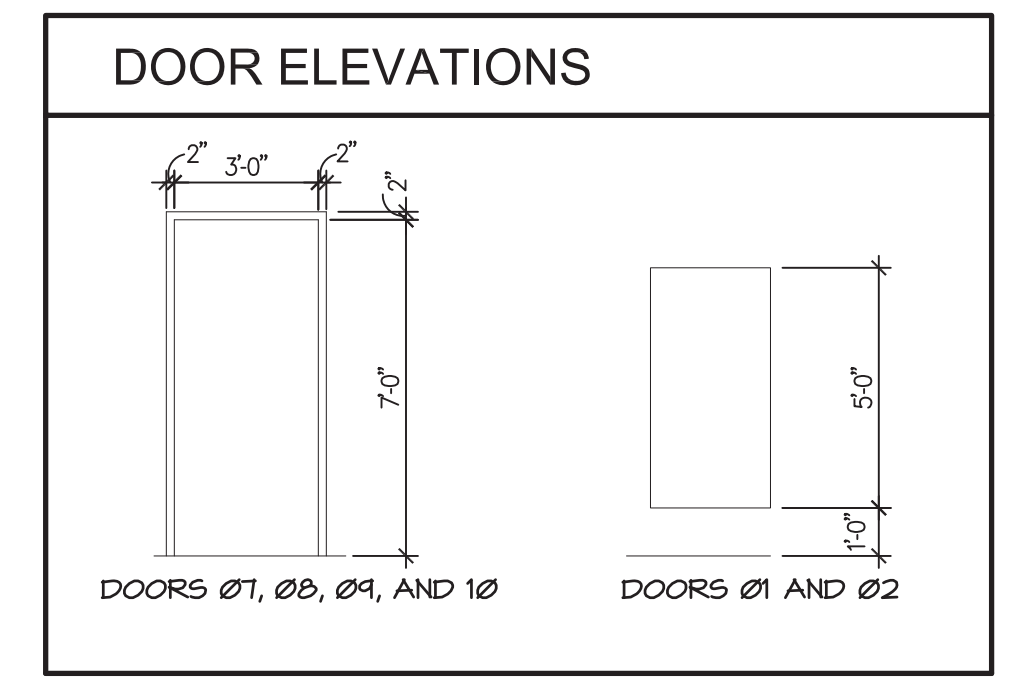 DOOR ELEVATIONS
2" 3'-0" 2"
2"
7'-0"
5'-0"
1'-0"
DOORS Ø7, Ø8, Ø9, AND 1Ø
DOORS Ø1 AND Ø2